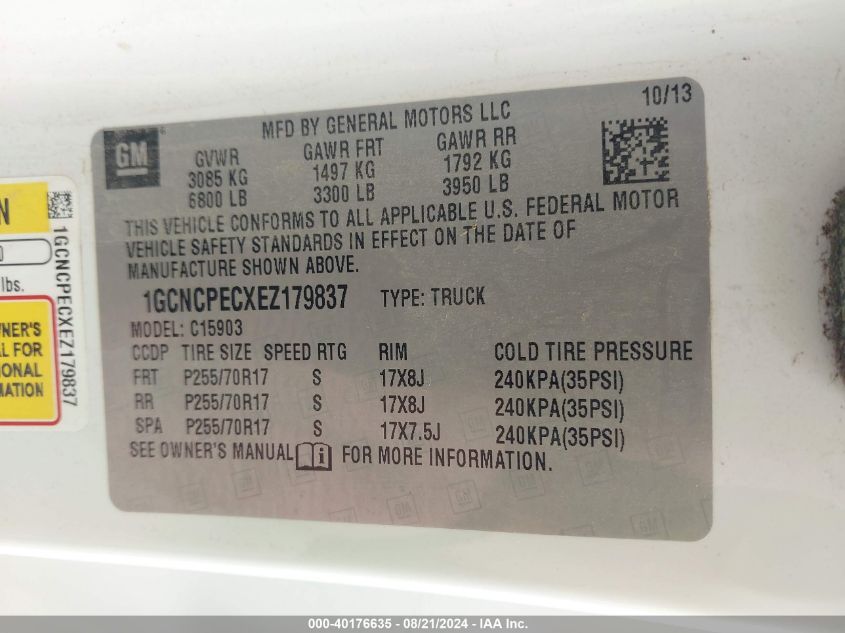 GM
MFD BY GENERAL MOTORS LLC
10/13
GVWR GAWR FRT GAWR RR
3085 KG 1497 KG 1792 KG
6800 LB 3300 LB 3950 LB
THIS VEHICLE CONFORMS TO ALL APPLICABLE U.S. FEDERAL MOTOR
VEHICLE SAFETY STANDARDS IN EFFECT ON THE DATE OF
MANUFACTURE SHOWN ABOVE.
1GCNCPECXEZ179837 TYPE: TRUCK
MODEL: C15903
CCDP TIRE SIZE SPEED RTG RIM COLD TIRE PRESSURE
FRT P255/70R17 S 17X8J 240KPA(35PSI)
RR P255/70R17 S 17X8J 240KPA(35PSI)
SPA P255/70R17 S 17X7.5J 240KPA(35PSI)
SEE OWNER'S MANUAL i FOR MORE INFORMATION.
lbs.
1GCNCPECXEZ179837
000-40176635 - 08/21/2024 - IAA Inc.